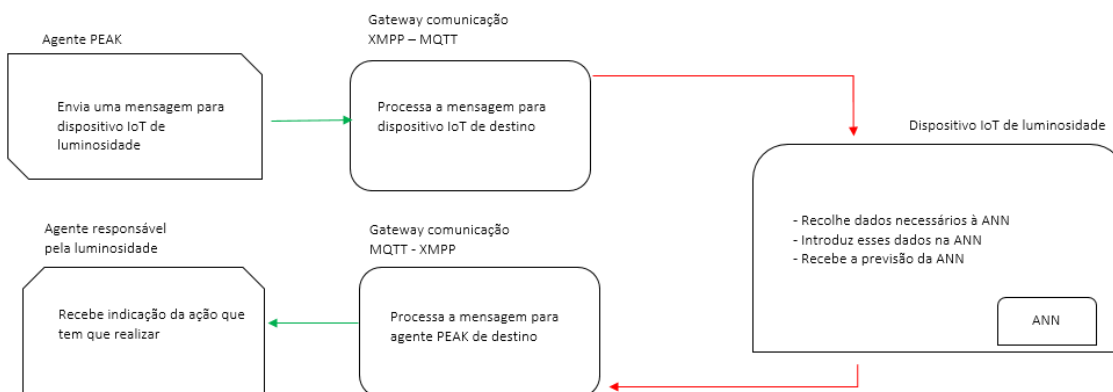 Agente PEAK
Envia uma mensagem para
dispositivo IoT de
luminosidade
Gateway comunicação
XMPP – MQTT
Processa a mensagem para
dispositivo IoT de destino
Dispositivo IoT de luminosidade
- Recolhe dados necessários à ANN
- Introduz esses dados na ANN
- Recebe a previsão da ANN
ANN
Gateway comunicação
MQTT - XMPP
Processa a mensagem para
agente PEAK de destino
Agente responsável
pela luminosidade
Recebe indicação da ação que
tem que realizar